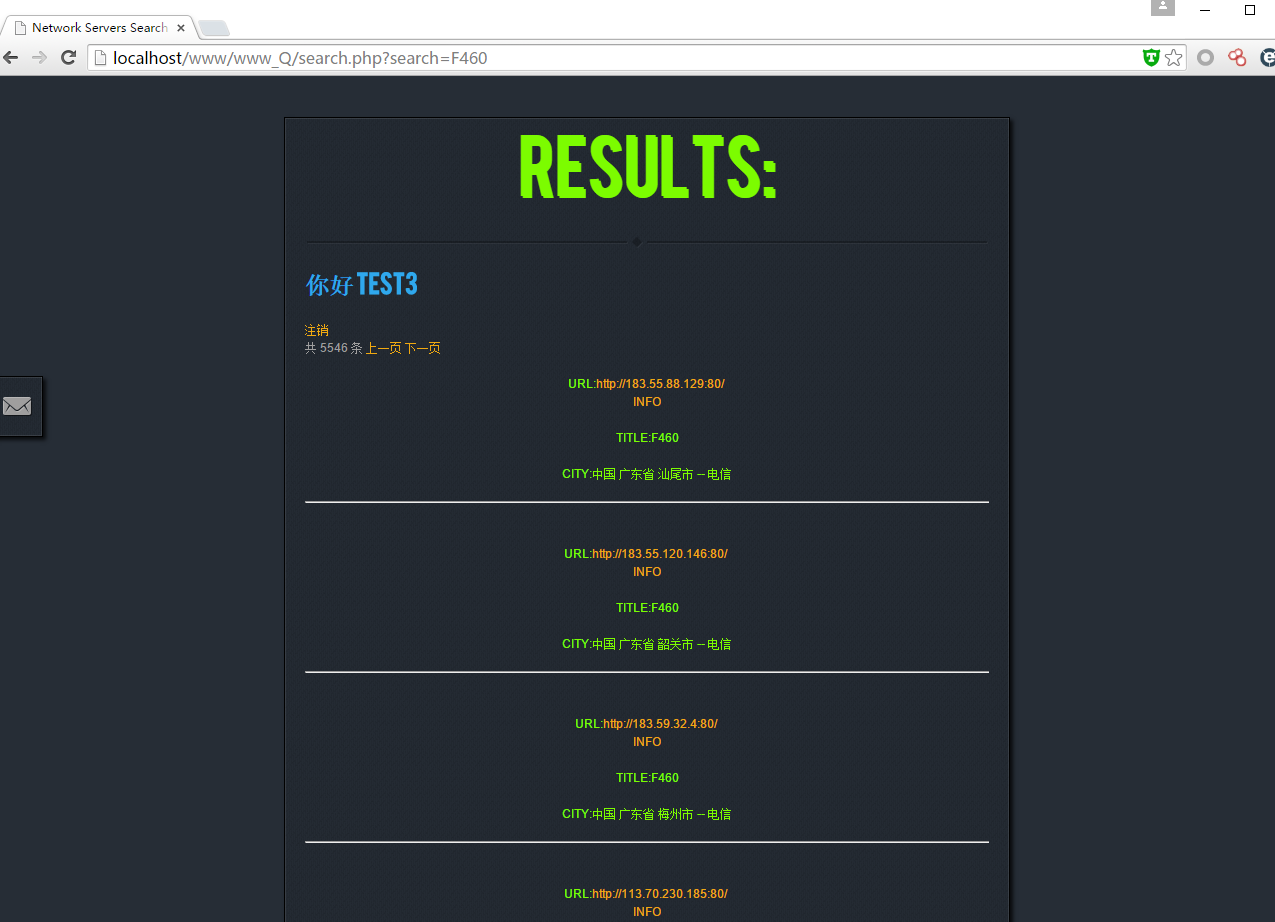 Network Servers Search
localhost/www/www_Q/search.php?search=F460
RESULTS:
你好 TEST3
注销
共 5546 条 上一页 下一页
URL:http://183.55.88.129:80/
INFO
TITLE:F460
CITY:中国 广东省 汕尾市 -- 电信
URL:http://183.55.120.146:80/
INFO
TITLE:F460
CITY:中国 广东省 韶关市 -- 电信
URL:http://183.59.32.4:80/
INFO
TITLE:F460
CITY:中国 广东省 梅州市 -- 电信
URL:http://113.70.230.185:80/
INFO